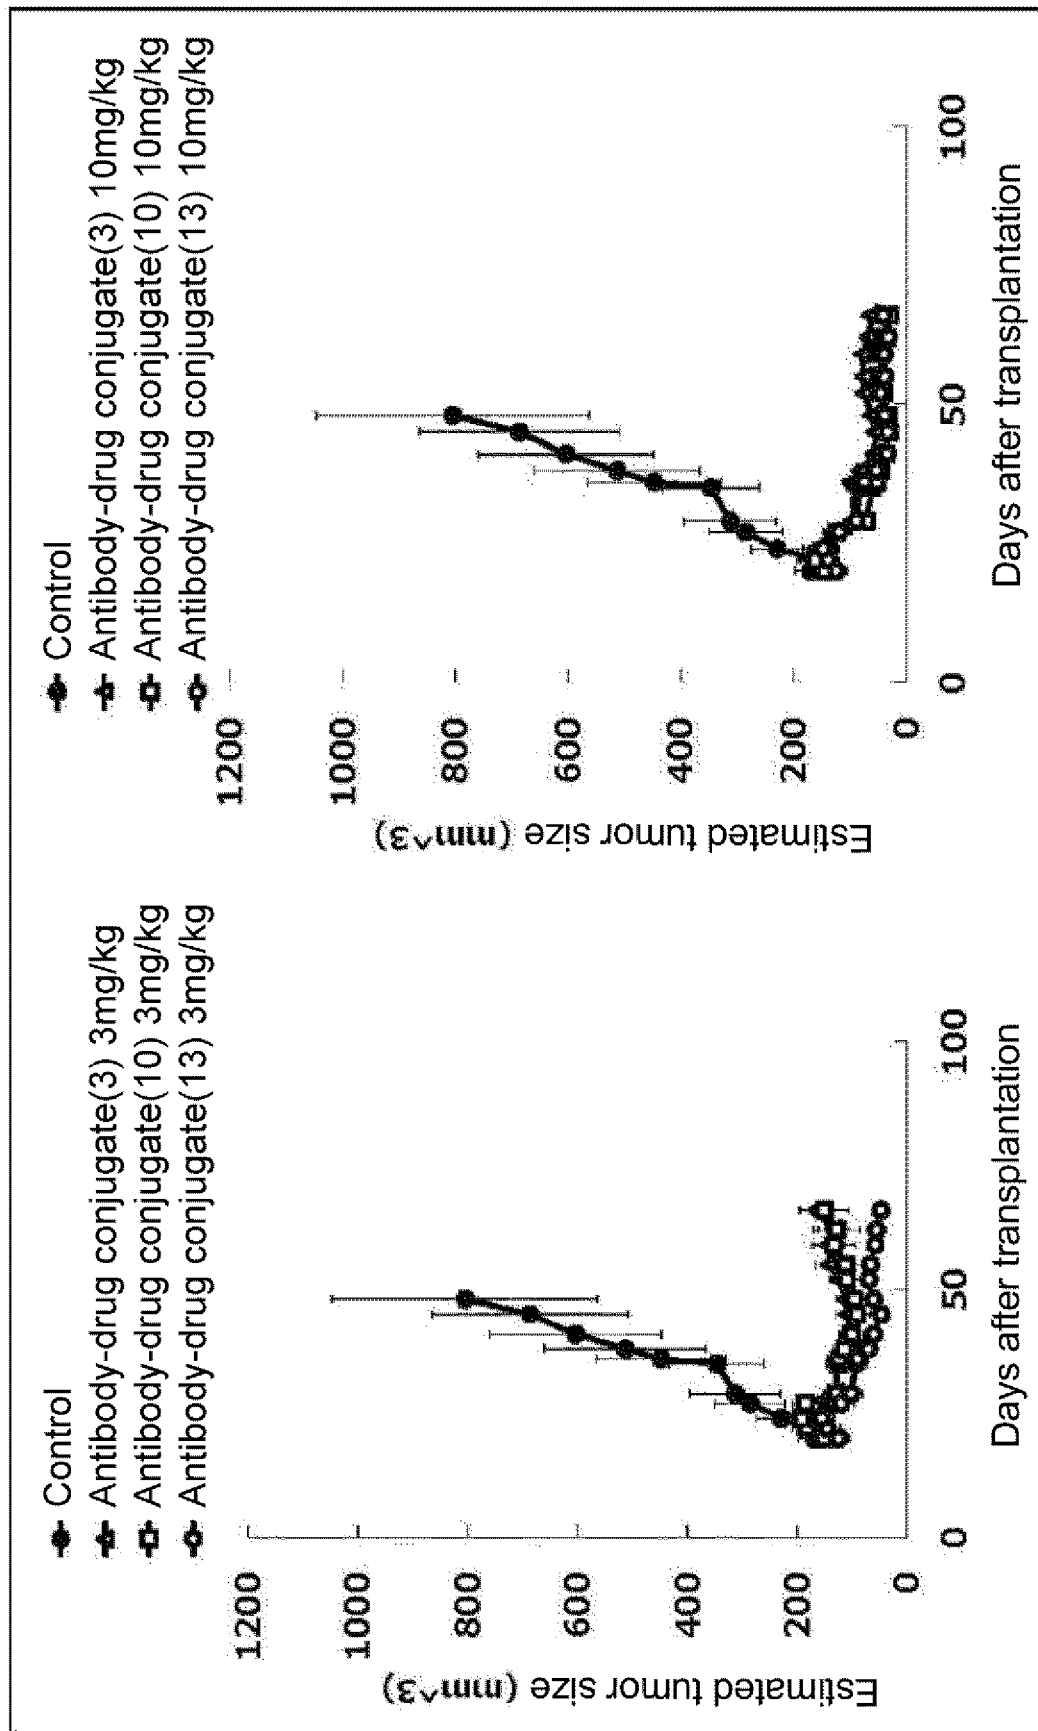 Control
Antibody-drug conjugate(3) 3mg/kg
Antibody-drug conjugate(10) 3mg/kg
Antibody-drug conjugate(13) 3mg/kg
1200
1000
800
600
400
200
0
Estimated tumor size (mm^3)
0
50
100
Days after transplantation
Control
Antibody-drug conjugate(3) 10mg/kg
Antibody-drug conjugate(10) 10mg/kg
Antibody-drug conjugate(13) 10mg/kg
1200
1000
800
600
400
200
0
Estimated tumor size (mm^3)
0
50
100
Days after transplantation